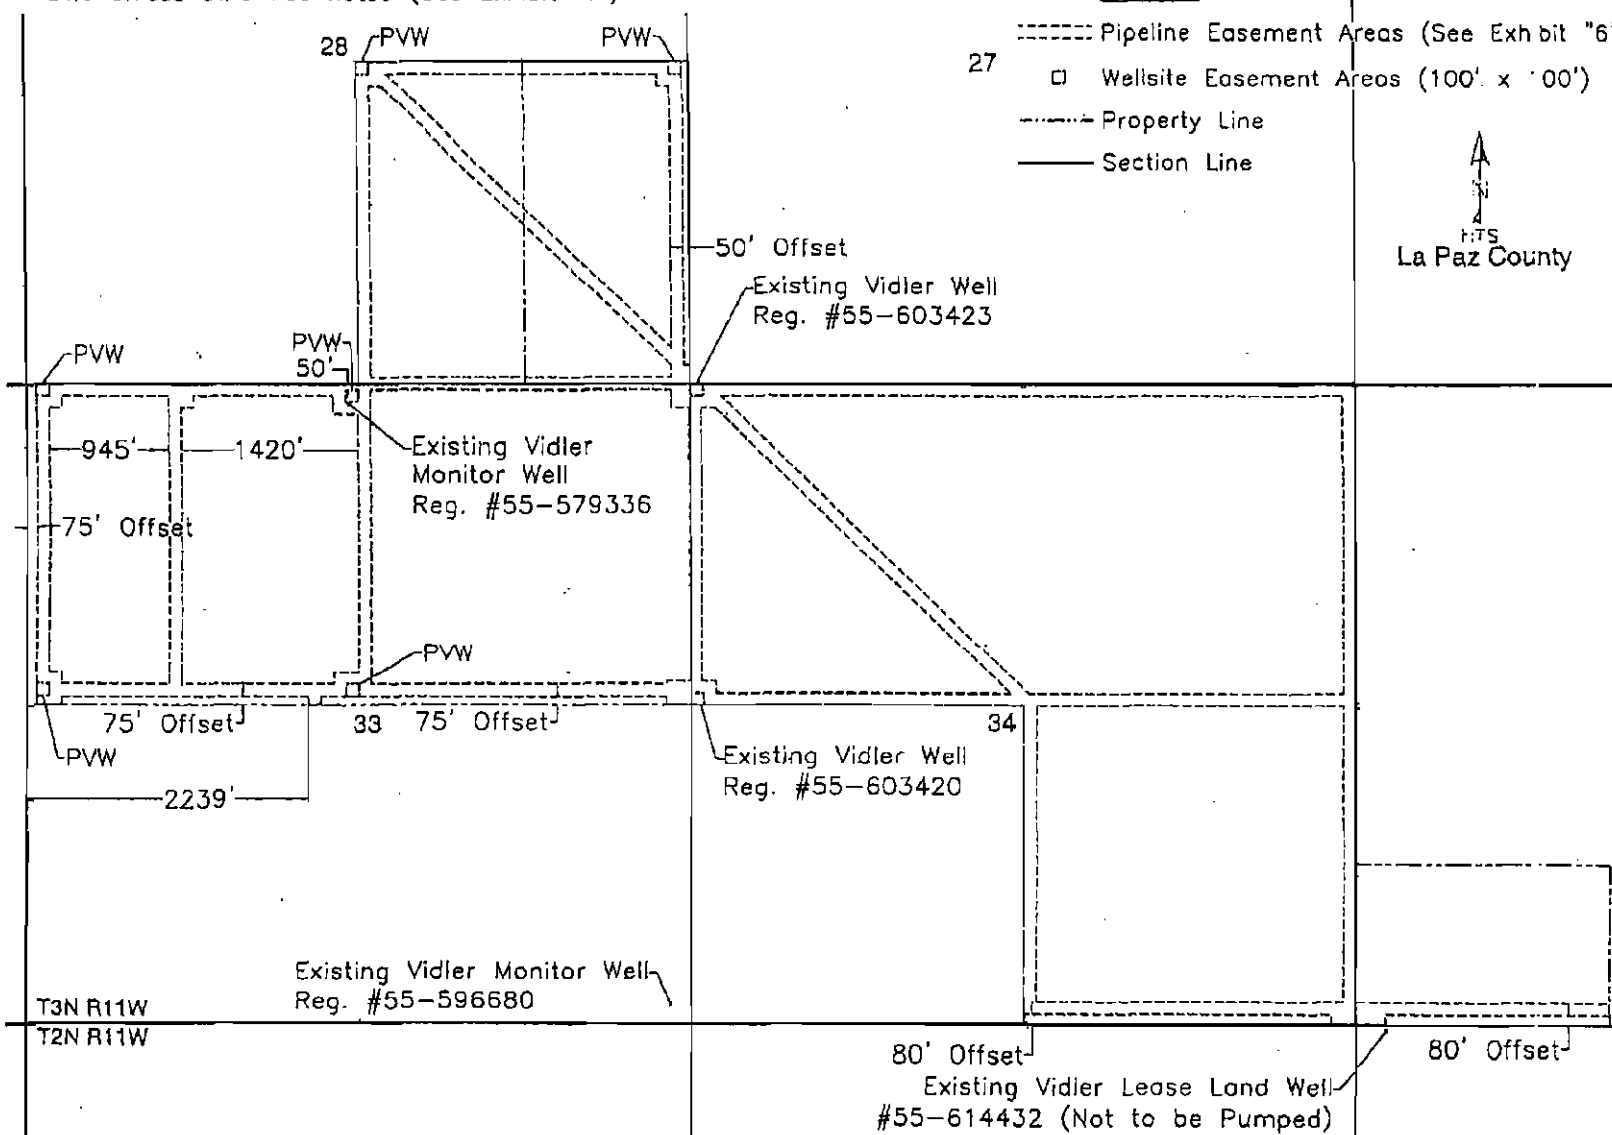 28
PVW
PVW
27
Pipeline Easement Areas (See Exh bit "6"
Wellsite Easement Areas (100'. x '00')
Property Line
Section Line
N
NTS
La Paz County
50' Offset
Existing Vidler Well
Reg. #55-603423
PVW
PVW
50'
945'
1420'
Existing Vidler
Monitor Well
Reg. #55-579336
75' Offset
PVW
75' Offset
33
75' Offset
34
PVW
Existing Vidler Well
Reg. #55-603420
2239'
Existing Vidler Monitor Well
Reg. #55-596680
T3N R11W
T2N R11W
80' Offset
80' Offset
Existing Vidler Lease Land Well
#55-614432 (Not to be Pumped)